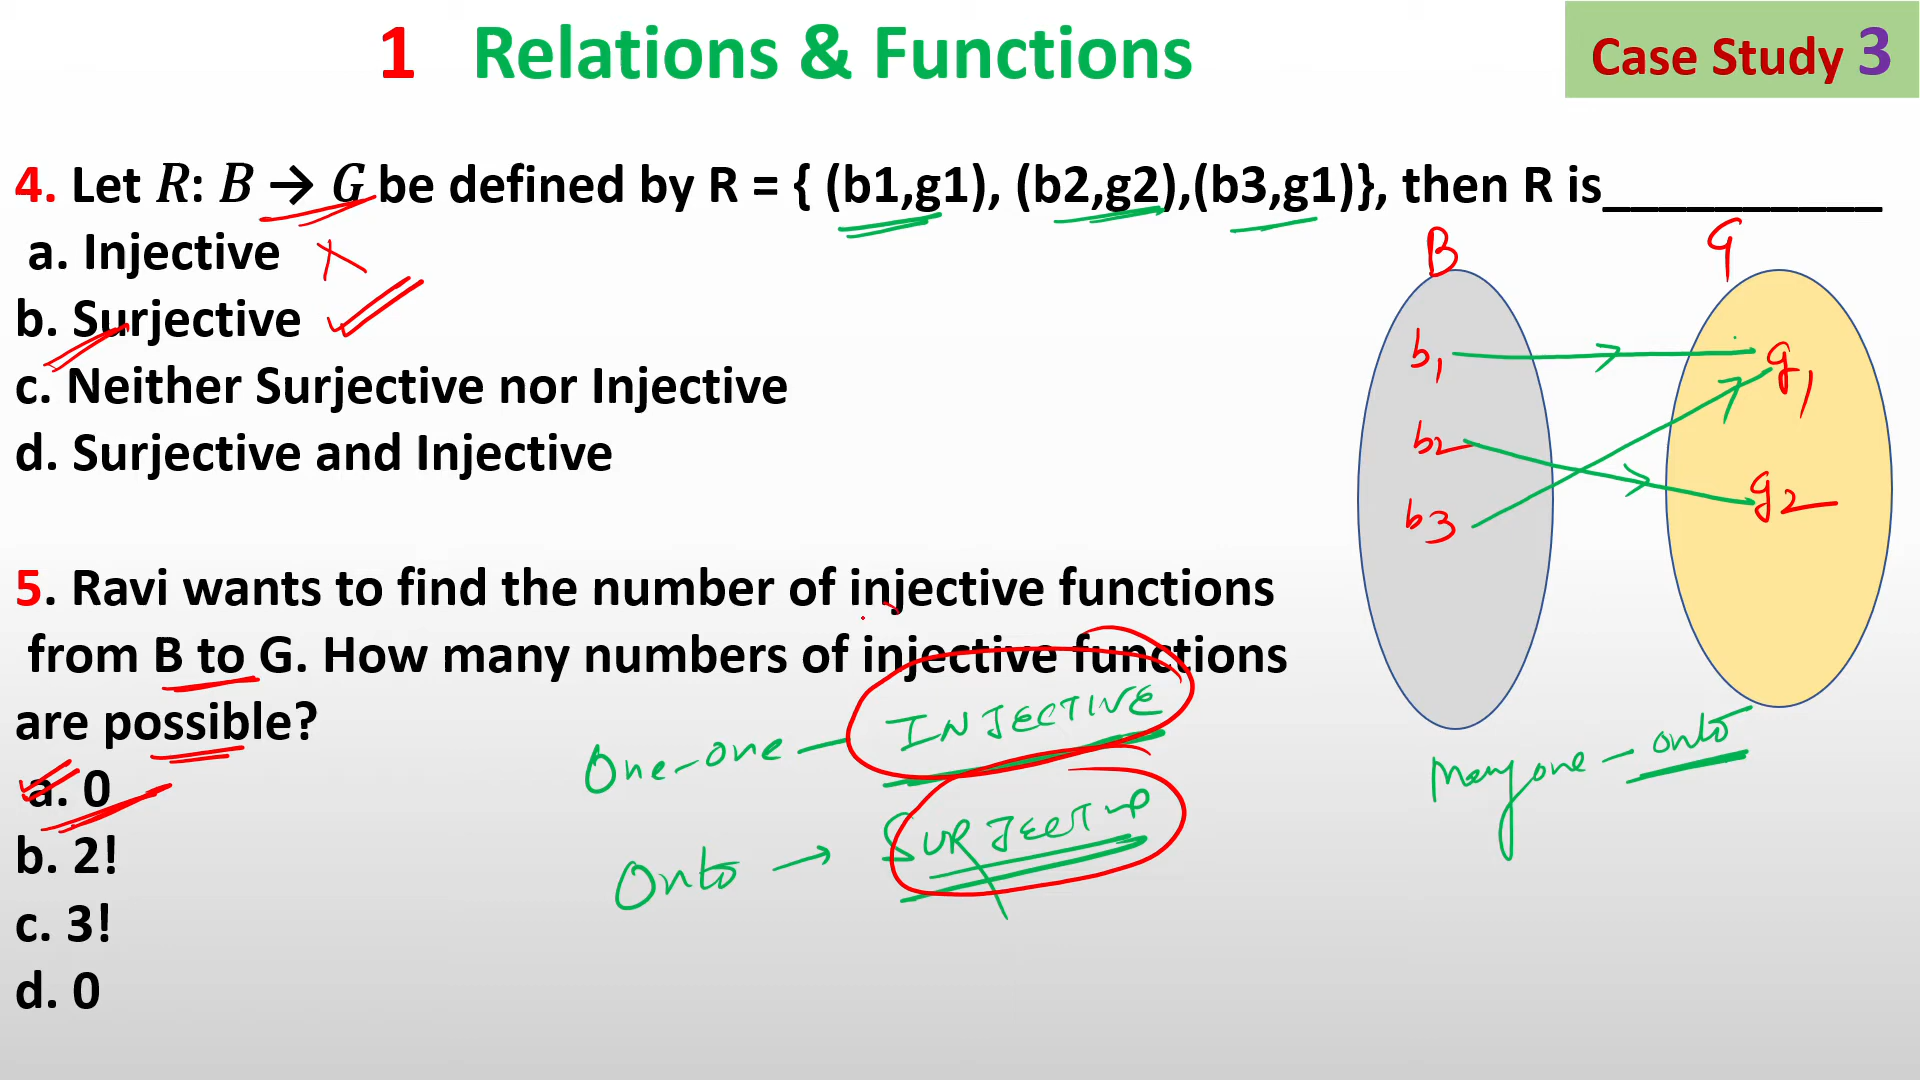 1 Relations & Functions
Case Study 3
4. Let R: B → G be defined by R = { (b1,g1), (b2,g2),(b3,g1)}, then R is___________
a. Injective
b. Surjective
c. Neither Surjective nor Injective
d. Surjective and Injective
B
G
b1
g1
b2
g2
b3
5. Ravi wants to find the number of injective functions
from B to G. How many numbers of injective functions
are possible?
a. 0
b. 2!
c. 3!
d. 0
One-one — INJECTIVE
Onto →
Many one — onto